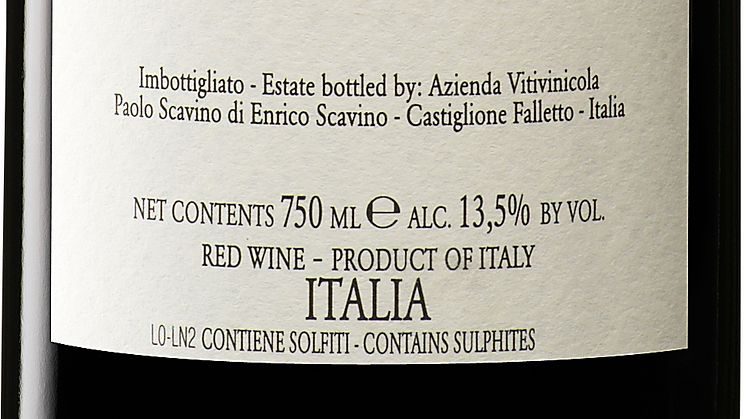 Imbottigliato - Estate bottled by: Azienda Vitivinicola
Paolo Scavino di Enrico Scavino - Castiglione Falletto - Italia
NET CONTENTS 750 ML ℮ ALC. 13,5% BY VOL.
RED WINE - PRODUCT OF ITALY
ITALIA
L0-LN2 CONTIENE SOLFITI - CONTAINS SULPHITES